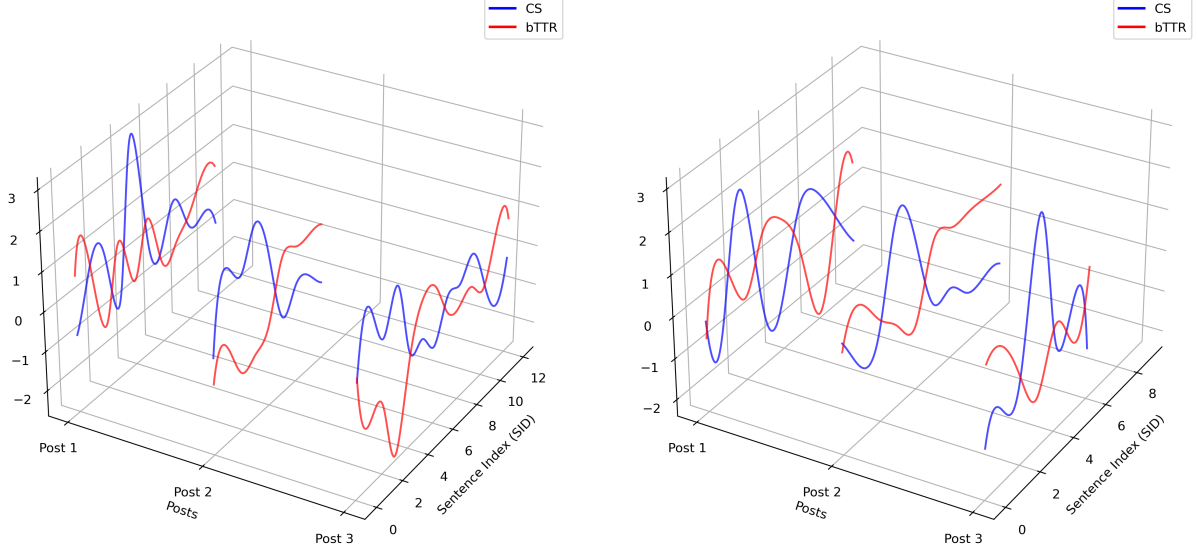 CS
bTTR
3
2
1
0
−1
−2
Post 1
Post 2
Post 3
Posts
0
2
4
6
8
10
12
Sentence Index (SID)
CS
bTTR
3
2
1
0
−1
−2
Post 1
Post 2
Post 3
Posts
0
2
4
6
8
Sentence Index (SID)